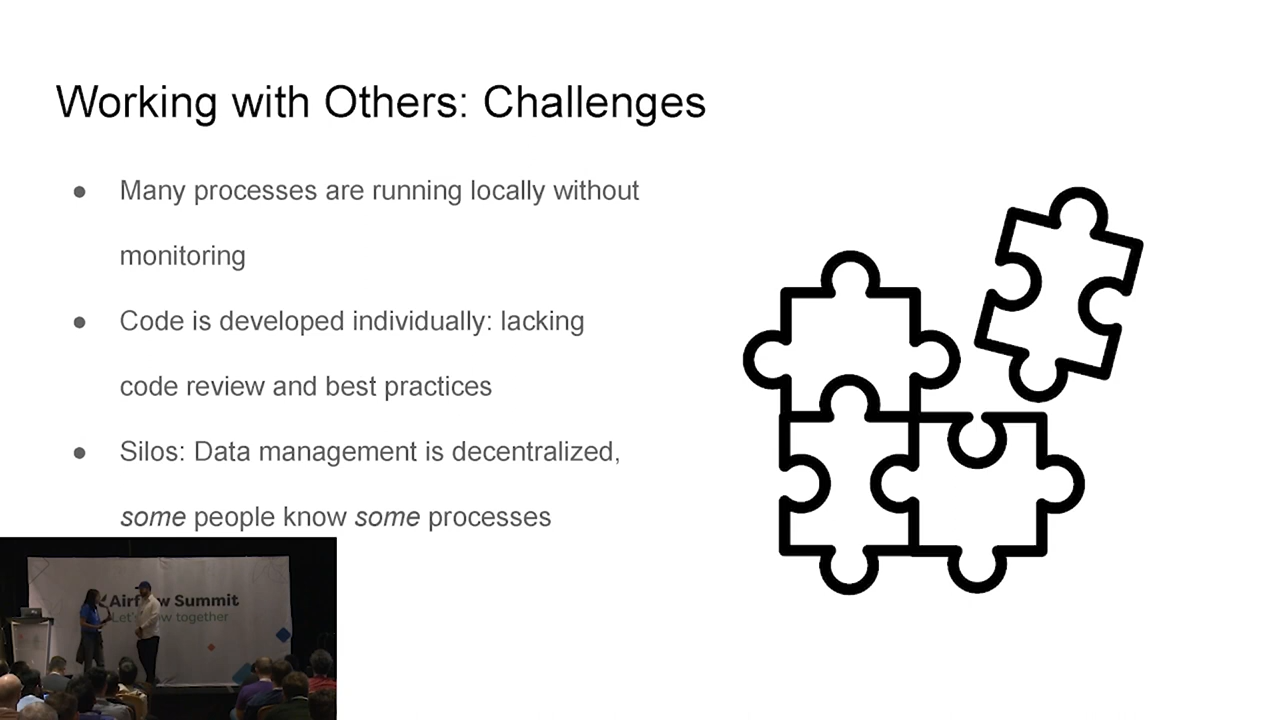 Working with Others: Challenges
● Many processes are running locally without
monitoring
● Code is developed individually: lacking
code review and best practices
● Silos: Data management is decentralized,
some people know some processes
Airflow Summit
Let's flow together